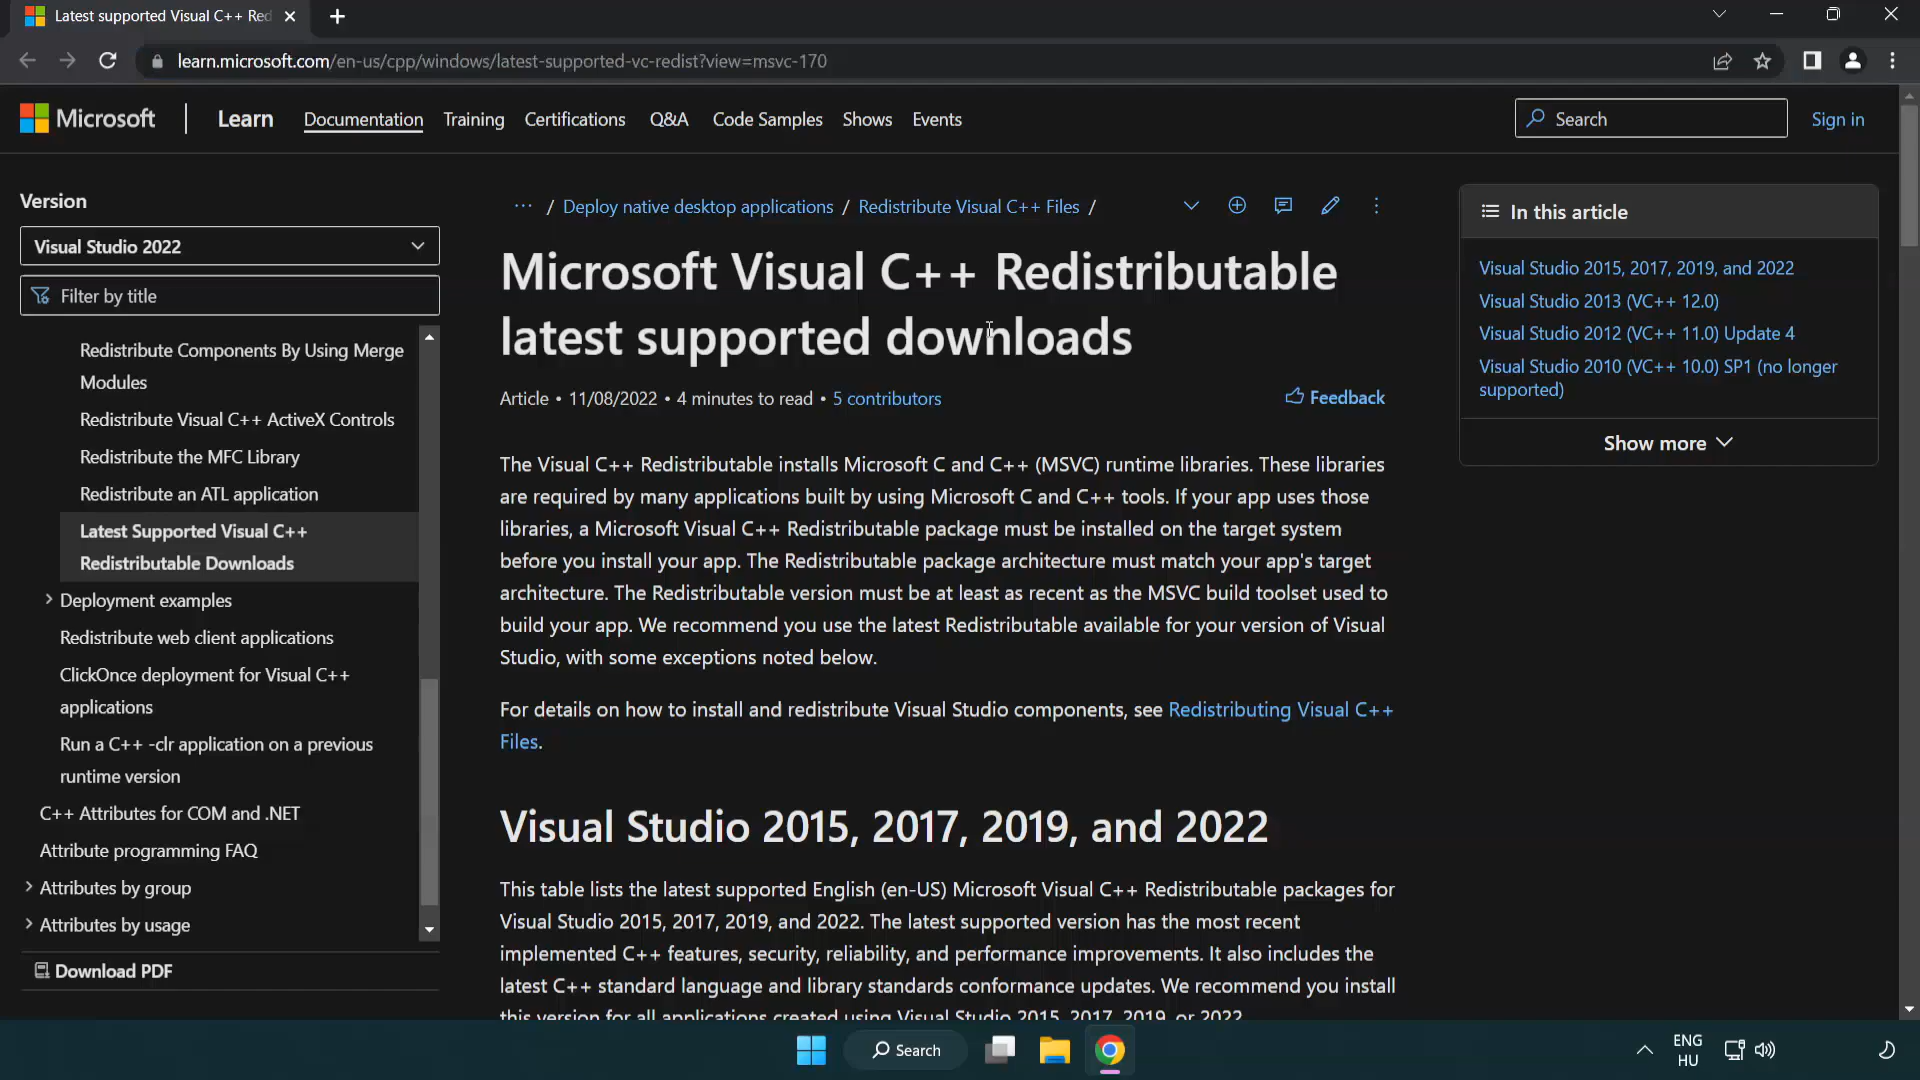 Latest supported Visual C++ Red
learn.microsoft.com/en-us/cpp/windows/latest-supported-vc-redist?view=msvc-170
Microsoft
Learn
Documentation
Training
Certifications
Q&A
Code Samples
Shows
Events
Search
Sign in
Version
Visual Studio 2022
Filter by title
Redistribute Components By Using Merge
Modules
Redistribute Visual C++ ActiveX Controls
Redistribute the MFC Library
Redistribute an ATL application
Latest Supported Visual C++
Redistributable Downloads
Deployment examples
Redistribute web client applications
ClickOnce deployment for Visual C++
applications
Run a C++ -clr application on a previous
runtime version
C++ Attributes for COM and .NET
Attribute programming FAQ
Attributes by group
Attributes by usage
Download PDF
… / Deploy native desktop applications / Redistribute Visual C++ Files /
Microsoft Visual C++ Redistributable
latest supported downloads
Article • 11/08/2022 • 4 minutes to read • 5 contributors
Feedback
The Visual C++ Redistributable installs Microsoft C and C++ (MSVC) runtime libraries. These libraries
are required by many applications built by using Microsoft C and C++ tools. If your app uses those
libraries, a Microsoft Visual C++ Redistributable package must be installed on the target system
before you install your app. The Redistributable package architecture must match your app's target
architecture. The Redistributable version must be at least as recent as the MSVC build toolset used to
build your app. We recommend you use the latest Redistributable available for your version of Visual
Studio, with some exceptions noted below.
For details on how to install and redistribute Visual Studio components, see Redistributing Visual C++
Files.
Visual Studio 2015, 2017, 2019, and 2022
This table lists the latest supported English (en-US) Microsoft Visual C++ Redistributable packages for
Visual Studio 2015, 2017, 2019, and 2022. The latest supported version has the most recent
implemented C++ features, security, reliability, and performance improvements. It also includes the
latest C++ standard language and library standards conformance updates. We recommend you install
this version for all applications created using Visual Studio 2015, 2017, 2019, or 2022.
In this article
Visual Studio 2015, 2017, 2019, and 2022
Visual Studio 2013 (VC++ 12.0)
Visual Studio 2012 (VC++ 11.0) Update 4
Visual Studio 2010 (VC++ 10.0) SP1 (no longer
supported)
Show more
Search
ENG
HU